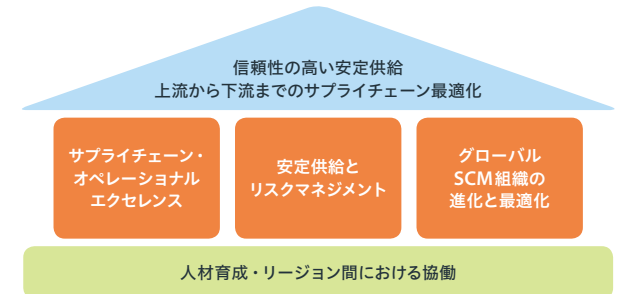 信頼性の高い安定供給
上流から下流までのサプライチェーン最適化
サプライチェーン・
オペレーショナル
エクセレンス
安定供給と
リスクマネジメント
グローバル
SCM組織の
進化と最適化
人材育成・リージョン間における協働